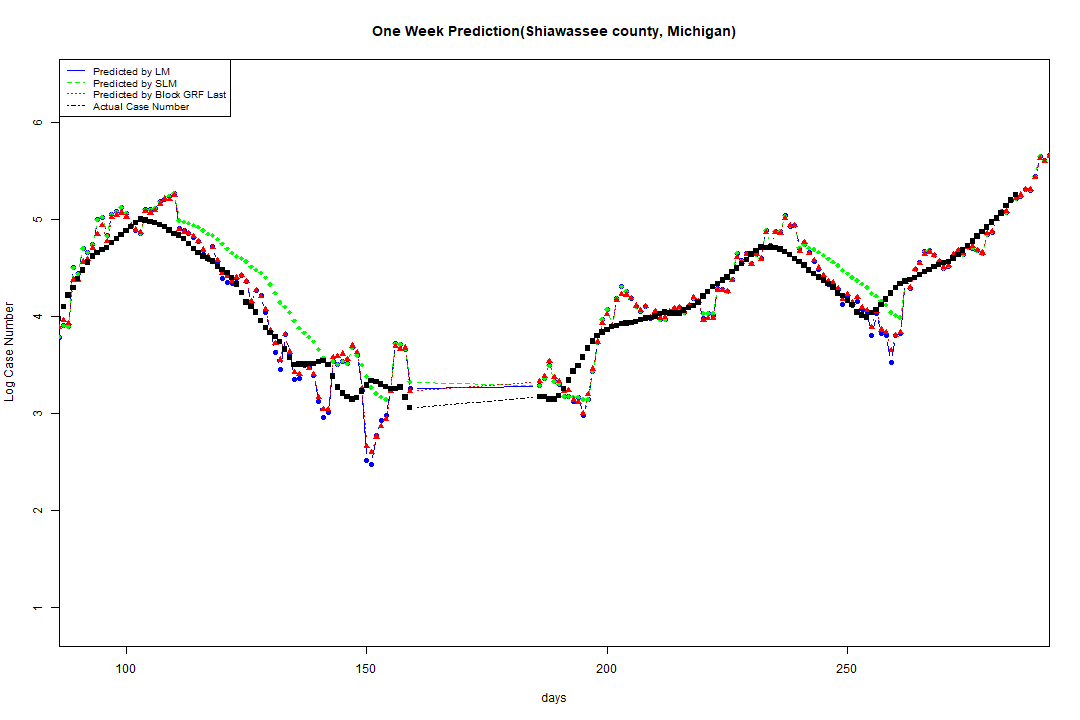 One Week Prediction(Shiawassee county, Michigan)
Predicted by LM
Predicted by SLM
Predicted by Block GRF Last
Actual Case Number
Log Case Number
6
5
4
3
2
1
100 150 200 250
days